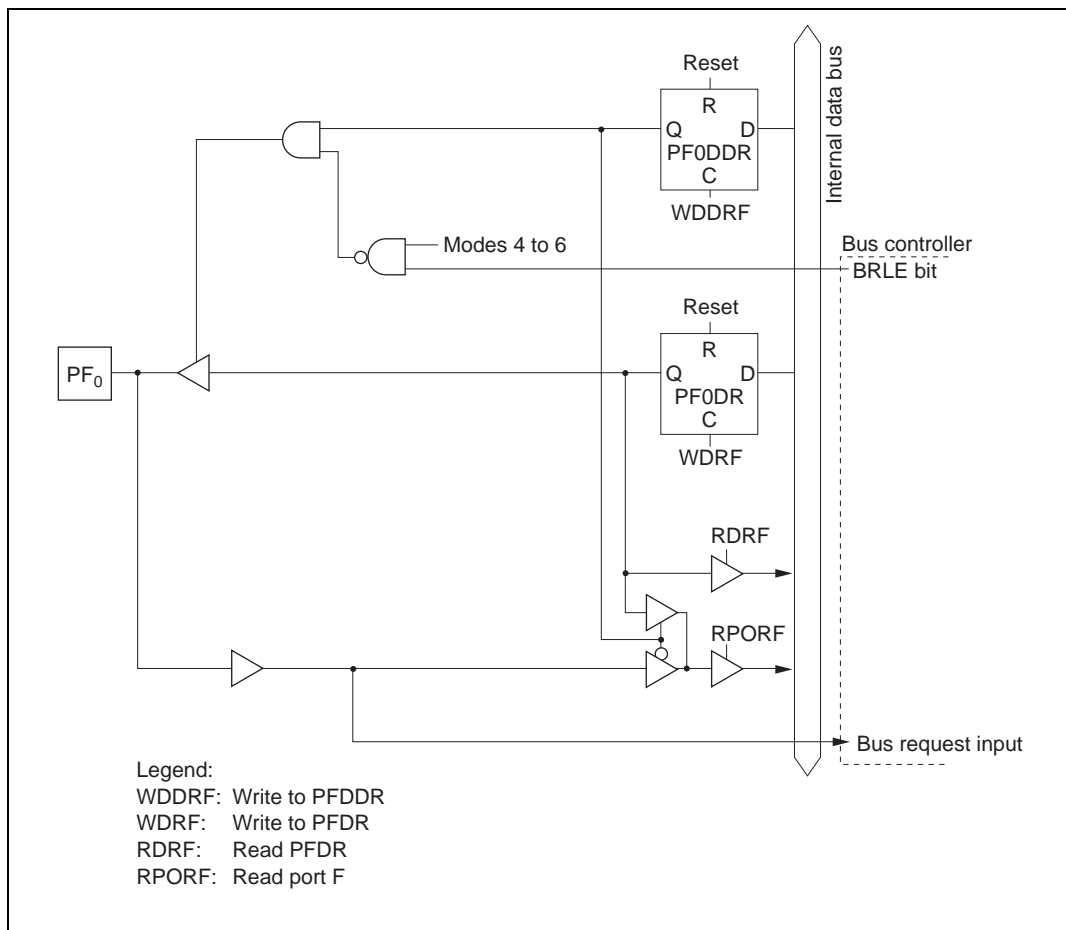 Reset
R
Q D
PF0DDR
C
WDDRF
Internal data bus
Modes 4 to 6
Bus controller
BRLE bit
Reset
R
Q D
PF0DR
C
WDRF
PF0
RDRF
RPORF
Bus request input
Legend:
WDDRF: Write to PFDDR
WDRF: Write to PFDR
RDRF: Read PFDR
RPORF: Read port F